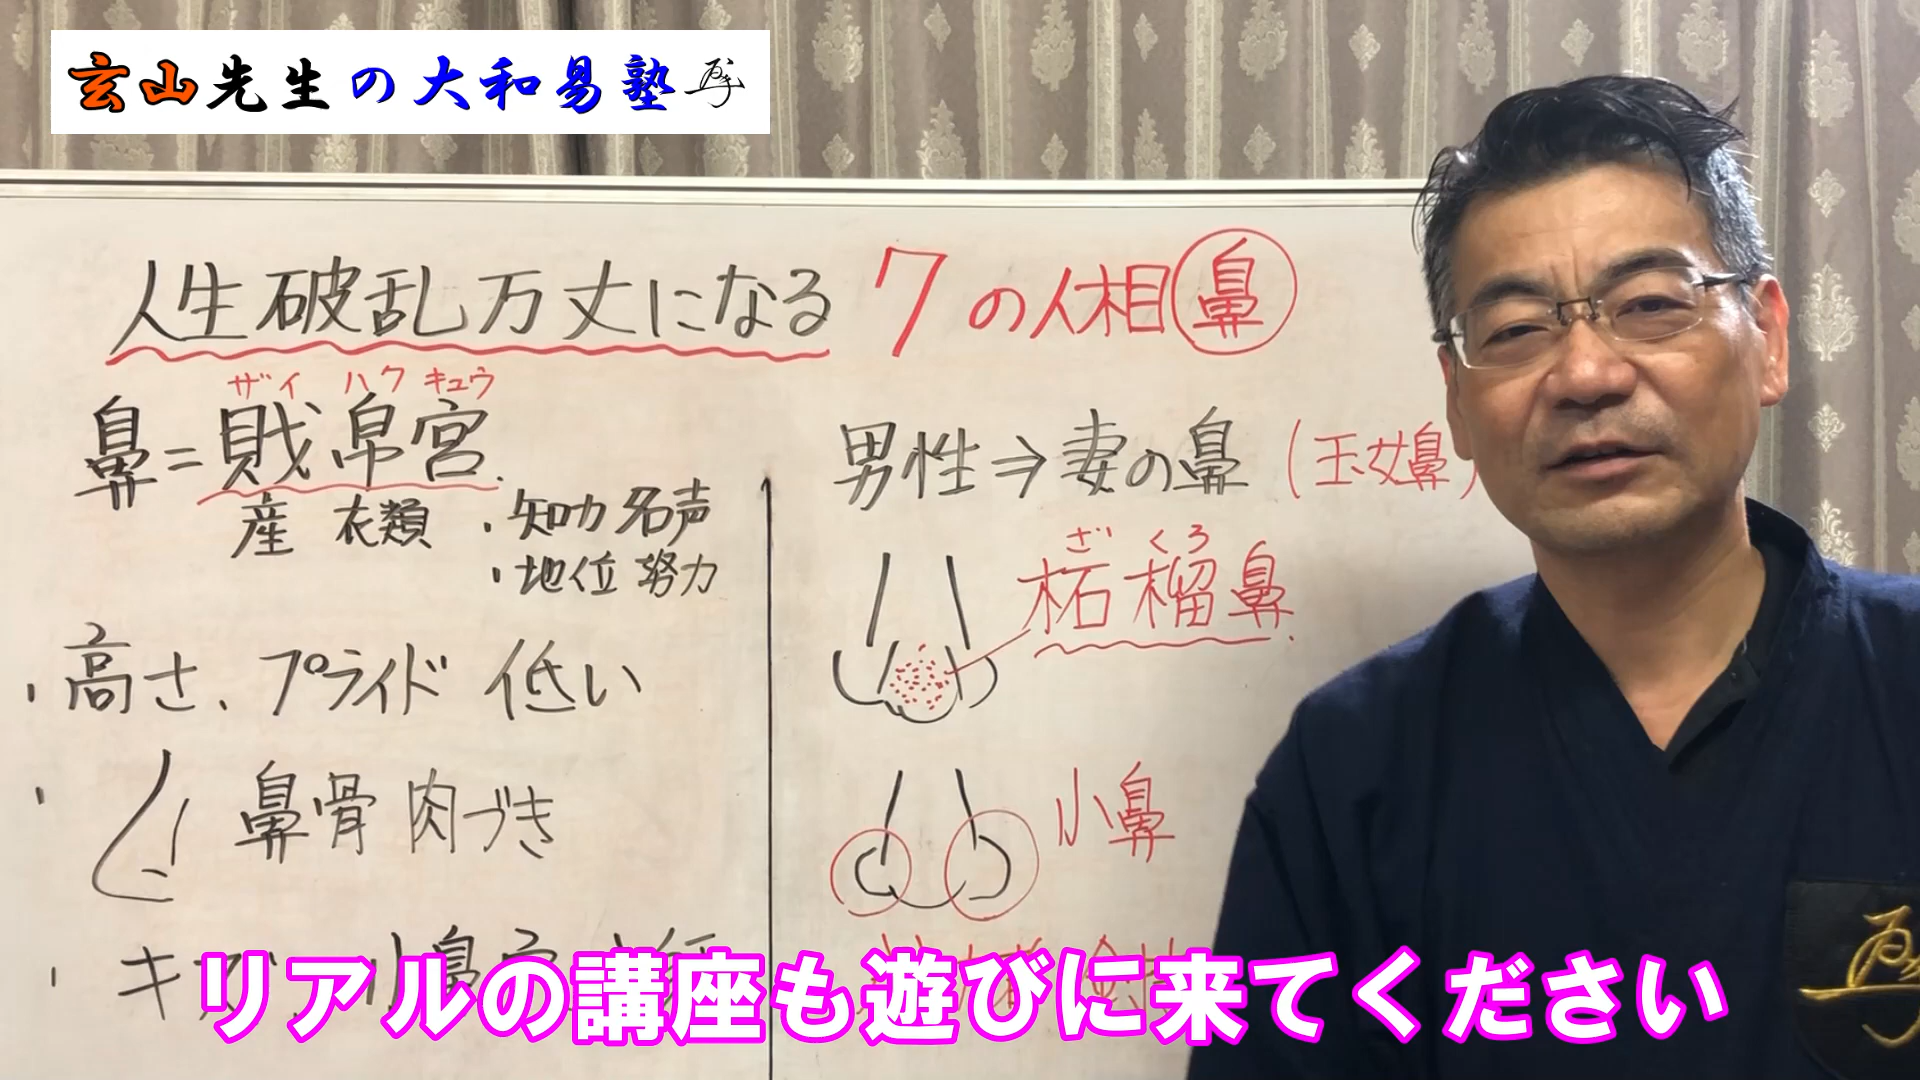 玄山先生の大和易塾
人生破乱万丈になる 7の人相 鼻
ザイ ハク キュウ
鼻=財帛宮
産 衣類 ・知力 名声
・地位 努力
・高さ、プライド 低い
・鼻骨 肉づき
・キズ 小鼻
男性⇒妻の鼻 (玉女鼻)
ざくろ
柘榴鼻
小鼻
リアルの講座も遊びに来てください